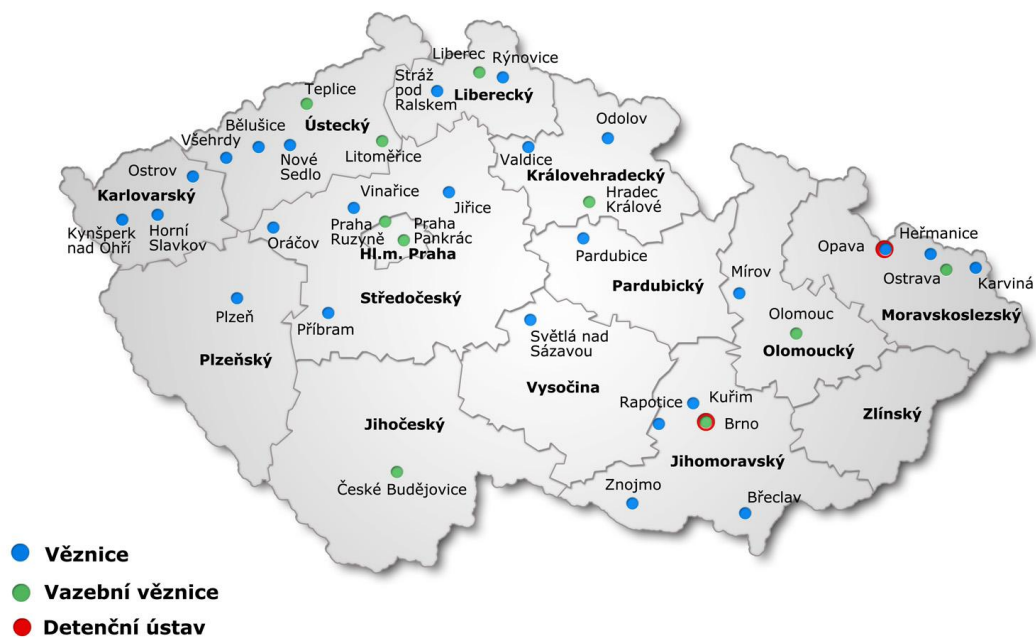 Liberec
Rýnovice
Stráž
pod
Ralskem
Liberecký
Teplice
Ústecký
Bělušice
Všehrdy
Nové
Sedlo
Litoměřice
Odolov
Valdice
Královehradecký
Hradec
Králové
Ostrov
Karlovarský
Kynšperk
nad Ohří
Horní
Slavkov
Vinařice
Jiřice
Praha
Ruzyně
Praha
Pankrác
Hl.m. Praha
Oráčov
Středočeský
Příbram
Plzeň
Plzeňský
Pardubice
Pardubický
Opava
Heřmanice
Ostrava
Karviná
Moravskoslezský
Mírov
Olomouc
Olomoucký
Světlá nad
Sázavou
Vysočina
Zlínský
Rapotice
Kuřim
Brno
Jihomoravský
Znojmo
Břeclav
Jihočeský
České Budějovice
Věznice
Vazební věznice
Detenční ústav